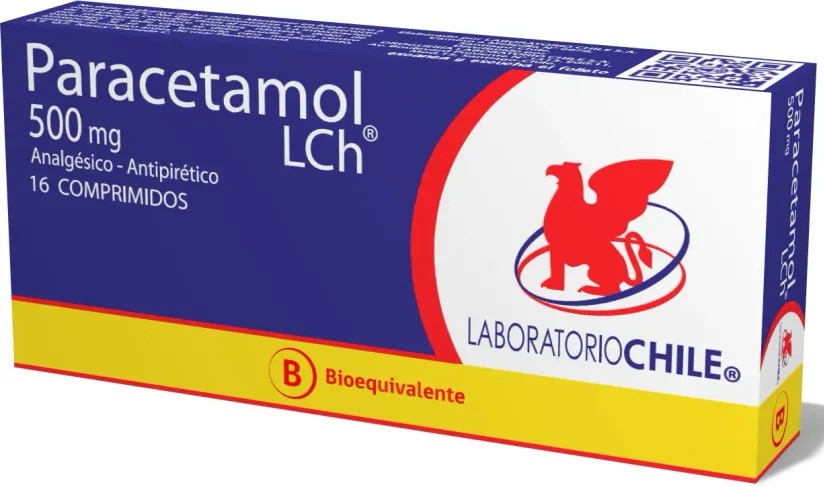 Paracetamol
LCh®
500 mg
Analgésico - Antipirético
16 COMPRIMIDOS
LABORATORIOCHILE®
B Bioequivalente
Paracetamol
500 mg
LCh®
B